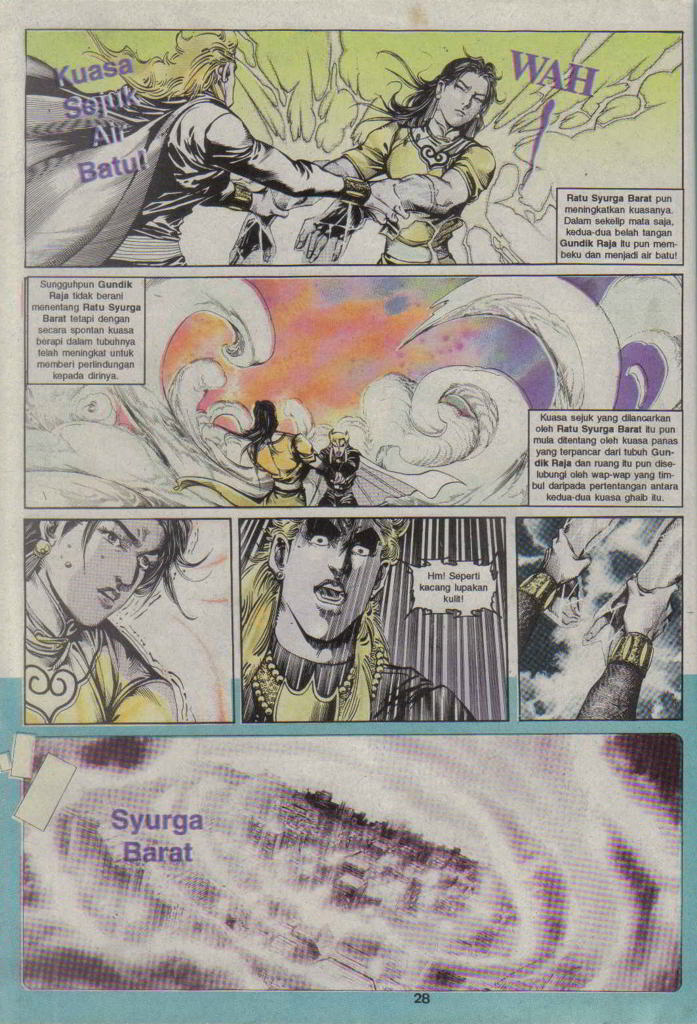 Kuasa
Sejuk
Air
Batu!
WAH
!
Ratu Syurga Barat pun
meningkatkan kuasanya.
Dalam sekelip mata saja,
kedua-dua belah tangan
Gundik Raja itu pun mem-
beku dan menjadi air batu!
Sungguhpun Gundik
Raja tidak berani
menentang Ratu Syurga
Barat tetapi dengan
secara spontan kuasa
berapi dalam tubuhnya
telah meningkat untuk
memberi perlindungan
kepada dirinya.
Kuasa sejuk yang dilancarkan
oleh Ratu Syurga Barat itu pun
mula ditentang oleh kuasa panas
yang terpancar dari tubuh Gun-
dik Raja dan ruang itu pun dise-
lubungi oleh wap-wap yang tim-
bul daripada pertentangan antara
kedua-dua kuasa ghaib itu.
Hm! Seperti
kacang lupakan
kulit!
Syurga
Barat
28